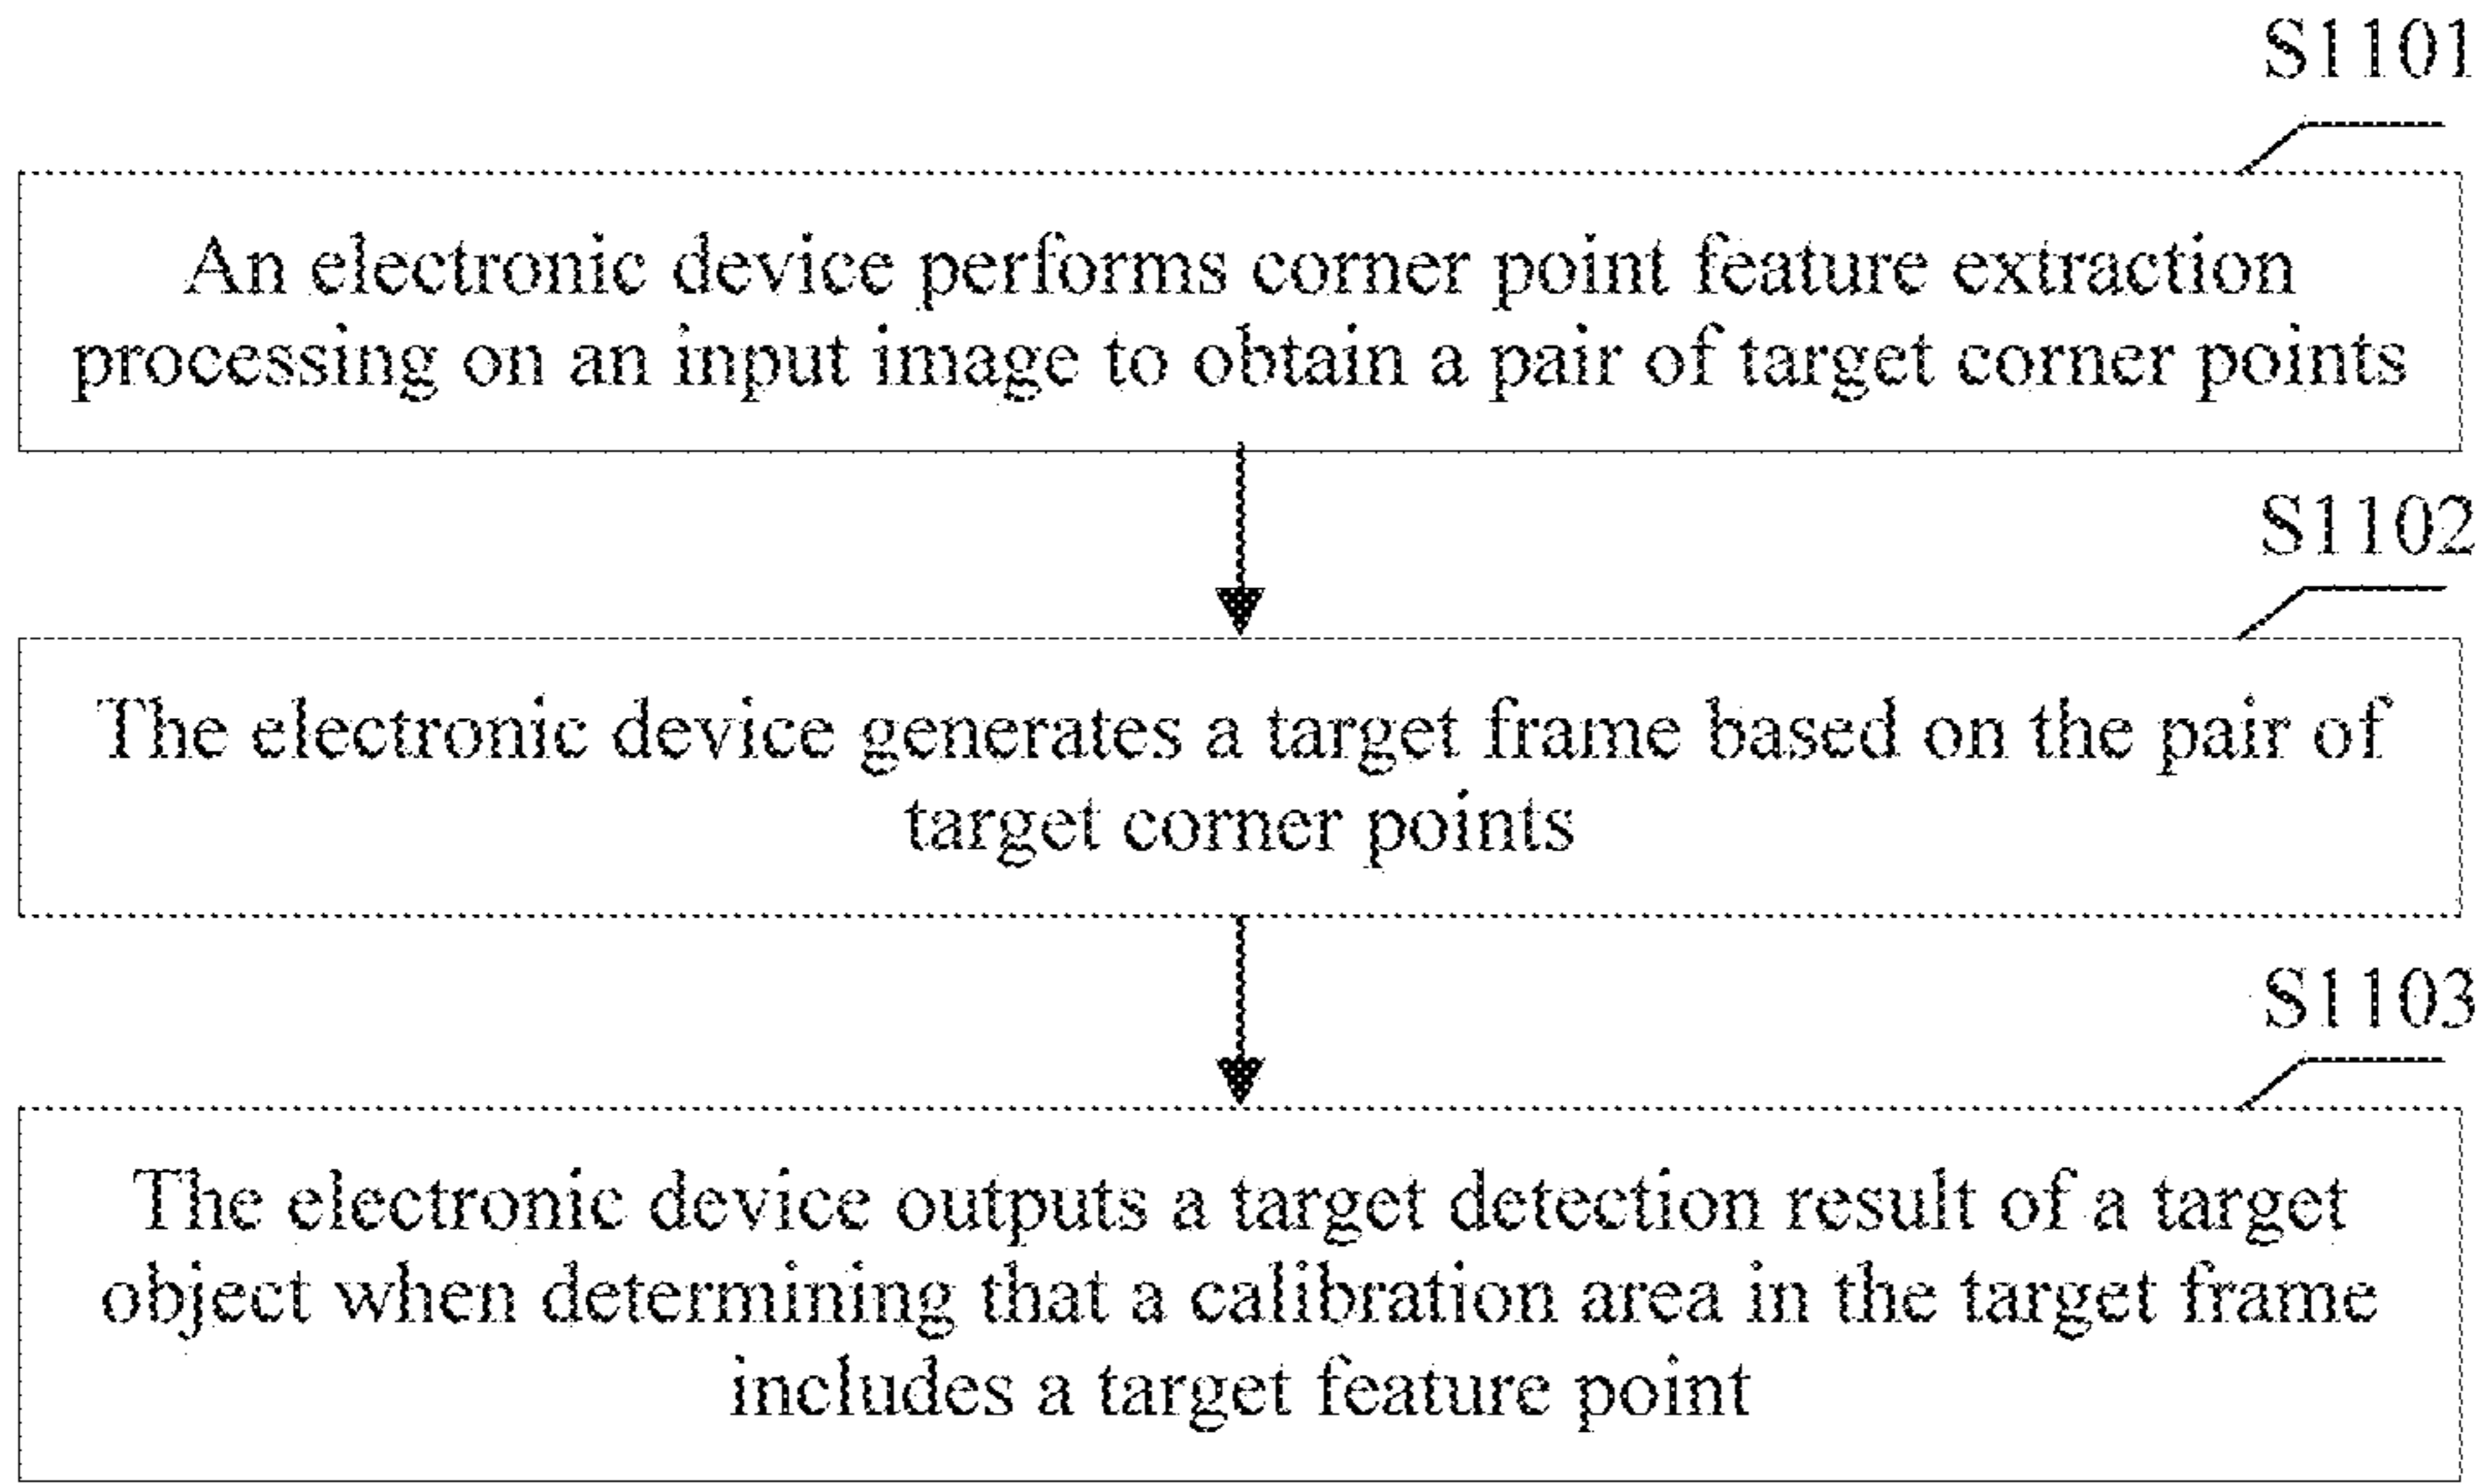 S1101
An electronic device performs corner point feature extraction
processing on an input image to obtain a pair of target corner points
S1102
The electronic device generates a target frame based on the pair of
target corner points
S1103
The electronic device outputs a target detection result of a target
object when determining that a calibration area in the target frame
includes a target feature point